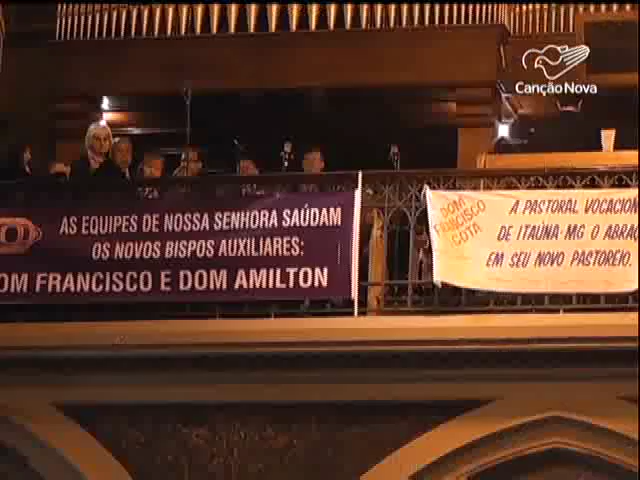 Canção Nova
AS EQUIPES DE NOSSA SENHORA SAÚDAM
OS NOVOS BISPOS AUXILIARES:
OM FRANCISCO E DOM AMILTON
DOM
FRANCISCO
COTA
A PASTORAL VOCACION
DE ITAÚNA-MG O ABRAÇ
EM SEU NOVO PASTOREIO.